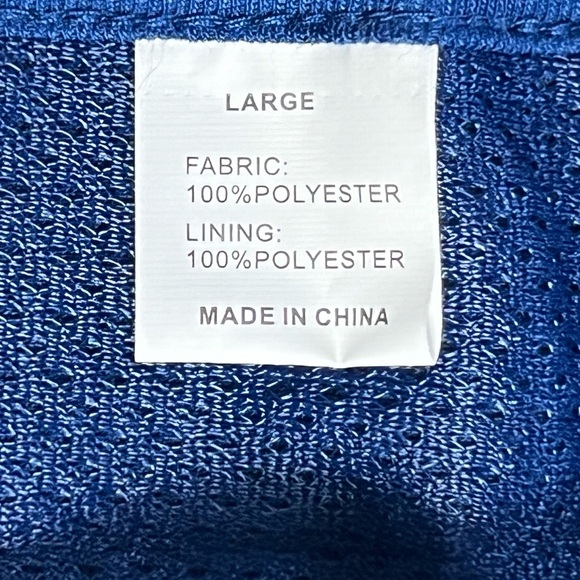 LARGE
FABRIC:
100%POLYESTER
LINING:
100%POLYESTER
MADE IN CHINA